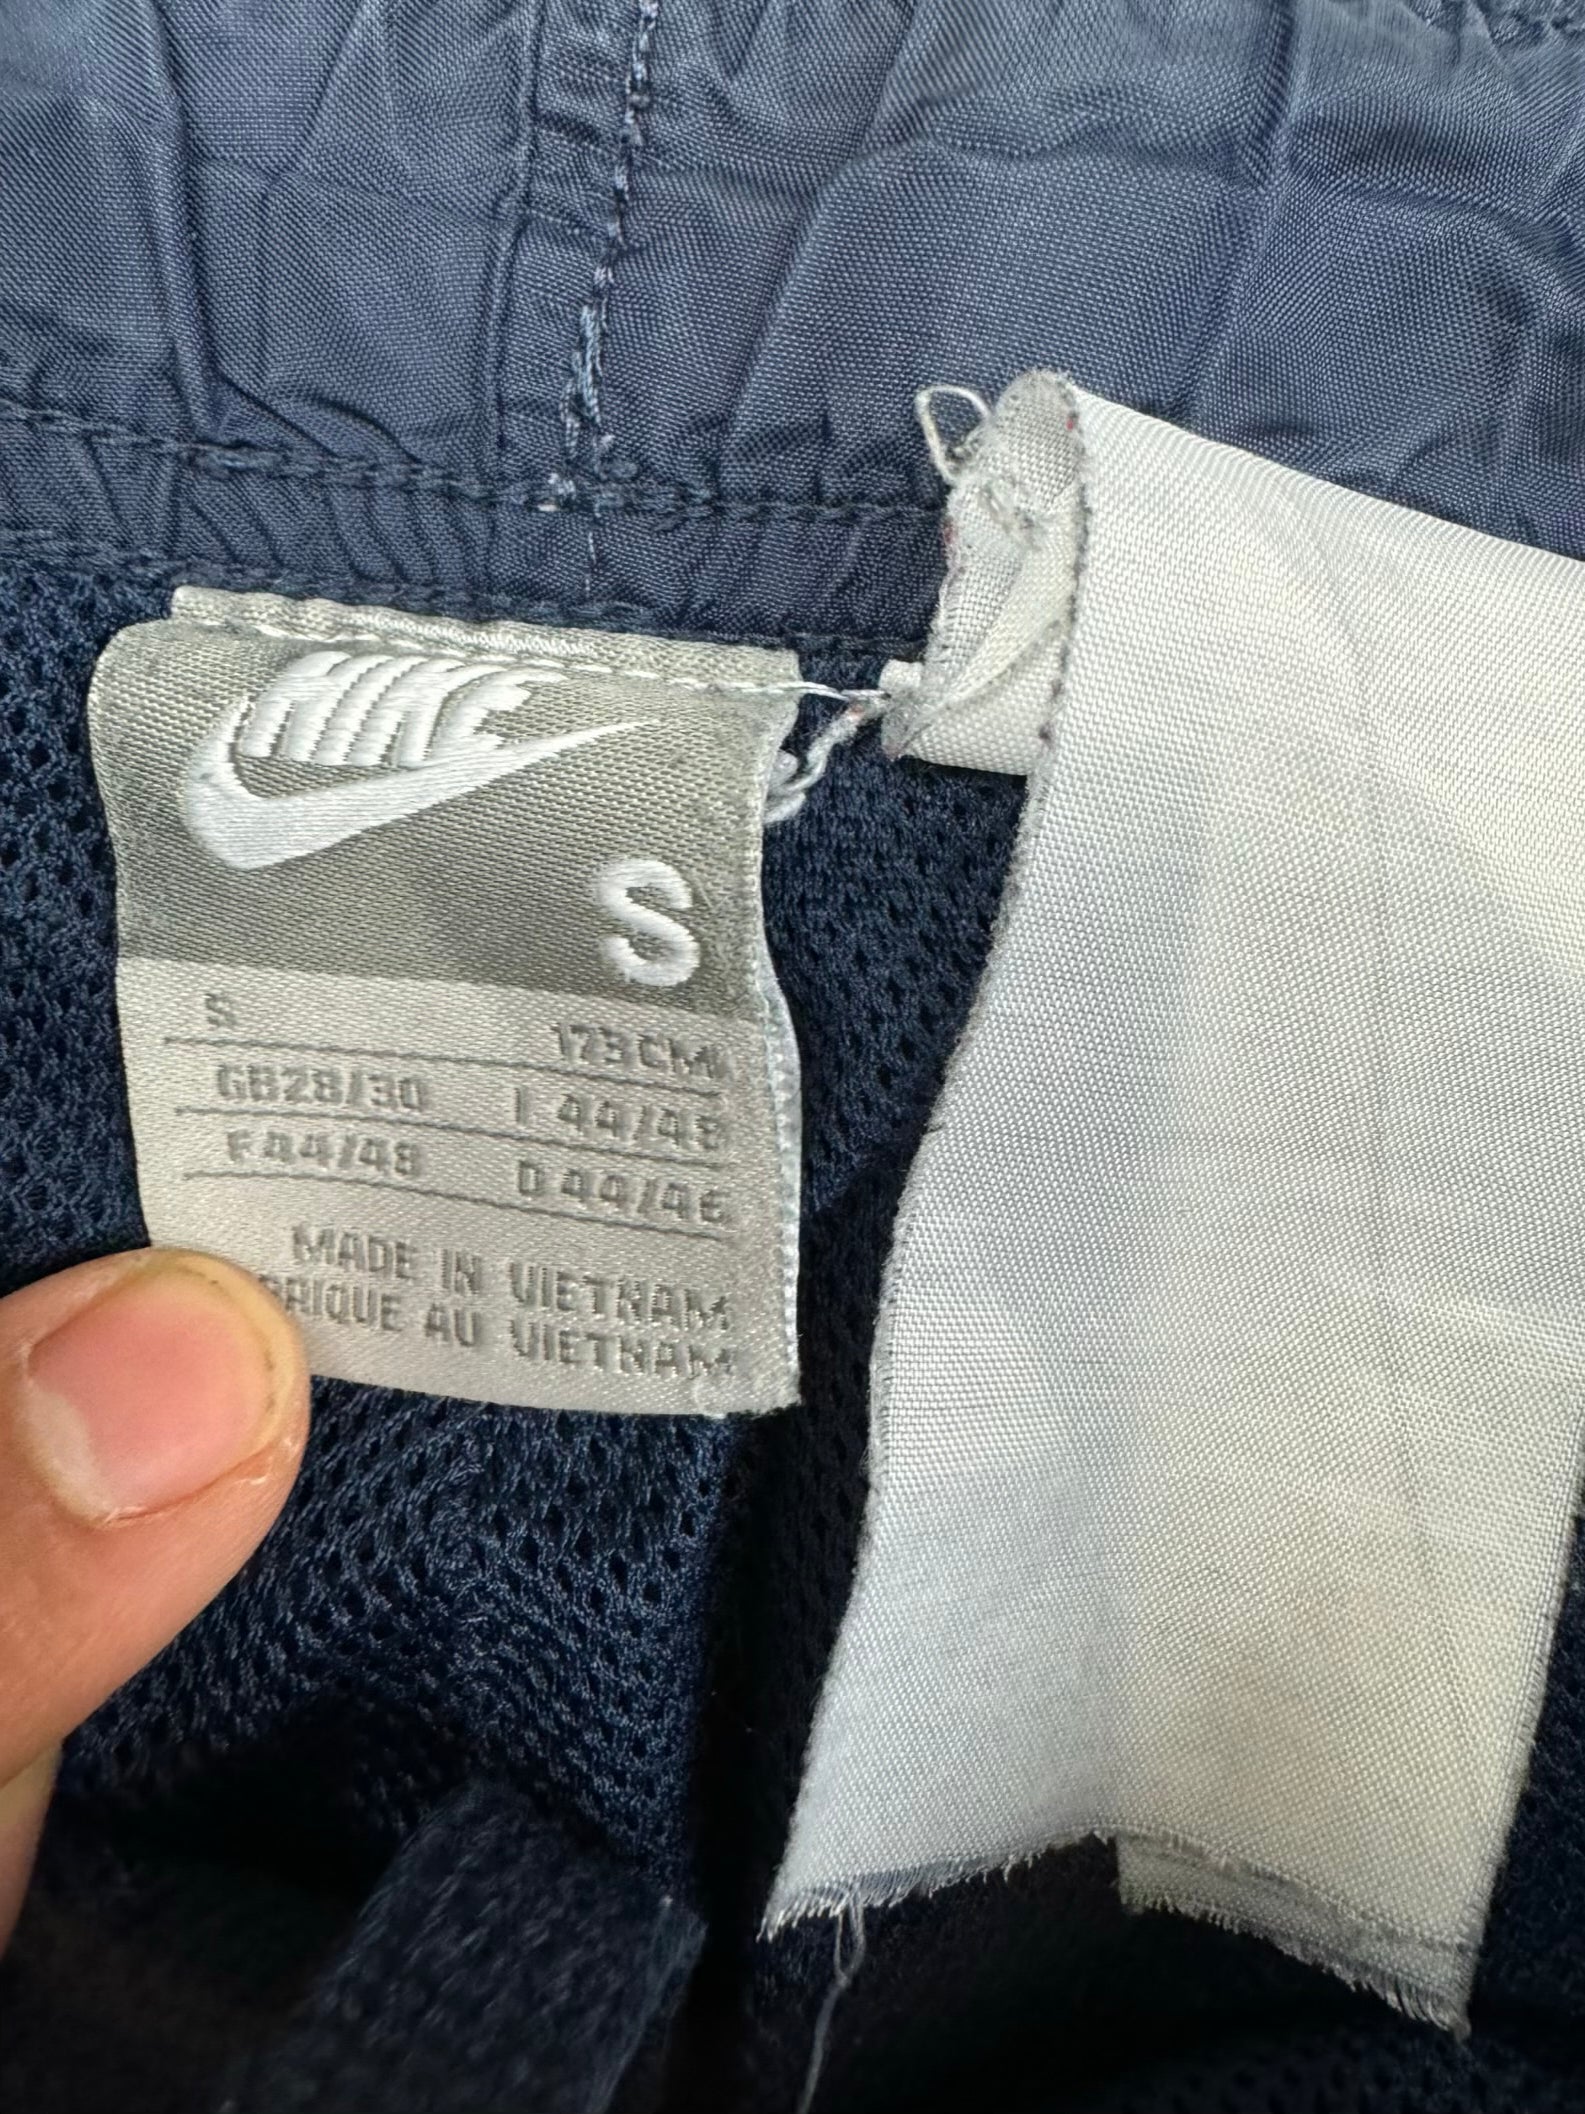 NIKE
S
S 173CM
GB28/30 I 44/48
F44/48 D 44/46
MADE IN VIETNAM
RIQUE AU VIETNAM